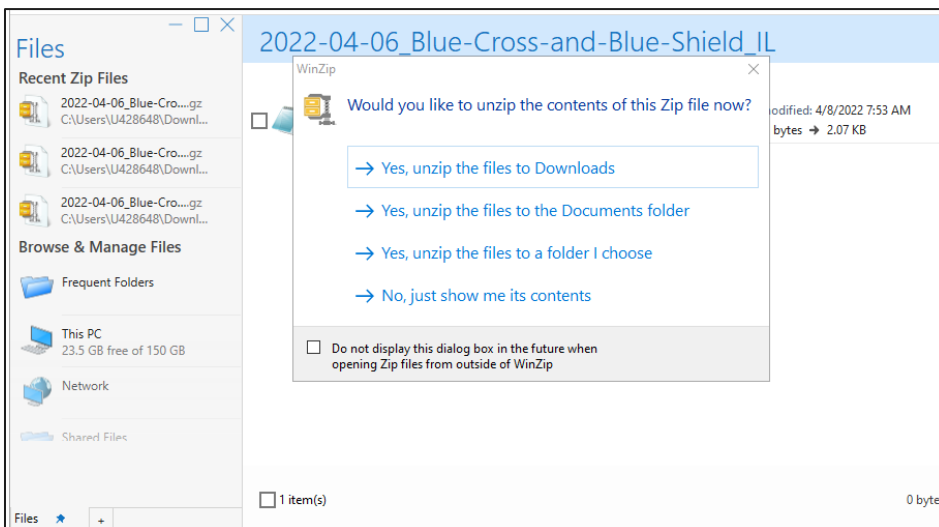 Files
Recent Zip Files
2022-04-06_Blue-Cro....gz
C:\Users\U428648\Downl...
2022-04-06_Blue-Cro....gz
C:\Users\U428648\Downl...
2022-04-06_Blue-Cro....gz
C:\Users\U428648\Downl...
Browse & Manage Files
Frequent Folders
This PC
23.5 GB free of 150 GB
Network
Shared Files
Files
+
2022-04-06_Blue-Cross-and-Blue-Shield_IL
WinZip
Would you like to unzip the contents of this Zip file now?
→ Yes, unzip the files to Downloads
→ Yes, unzip the files to the Documents folder
→ Yes, unzip the files to a folder I choose
→ No, just show me its contents
Do not display this dialog box in the future when
opening Zip files from outside of WinZip
odified: 4/8/2022 7:53 AM
bytes → 2.07 KB
1 item(s)
0 byte